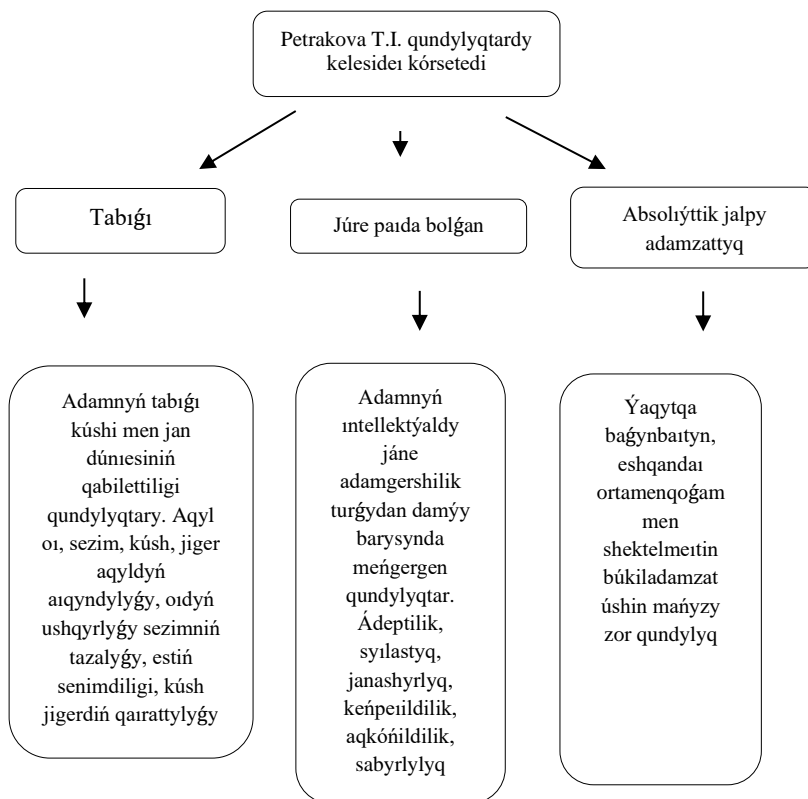 Petrakova T.I. qundylyqtardy
kelesideı kórsetedi
Tabıǵı
Júre paıda bolǵan
Absolıýttik jalpy
adamzattyq
Adamnyń tabıǵı
kúshi men jan
dúnıesiniń
qabilettiligi
qundylyqtary. Aqyl
oı, sezim, kúsh, jiger
aqyldyń
aıqyndylyǵy, oıdyń
ushqyrlyǵy sezimniń
tazalyǵy, estiń
senimdiligi, kúsh
jigerdiń qaırattylyǵy
Adamnyń
ıntellektýaldy
jáne
adamgershilik
turǵydan damýy
barysynda
meńgergen
qundylyqtar.
Ádeptilik,
syılastyq,
janashyrlyq,
keńpeıildilik,
aqkóńildilik,
sabyrlylyq
Ýaqytqa
baǵynbaıtyn,
eshqandaı
ortamenqoǵam
men
shektelmeıtin
búkiladamzat
úshin mańyzy
zor qundylyq